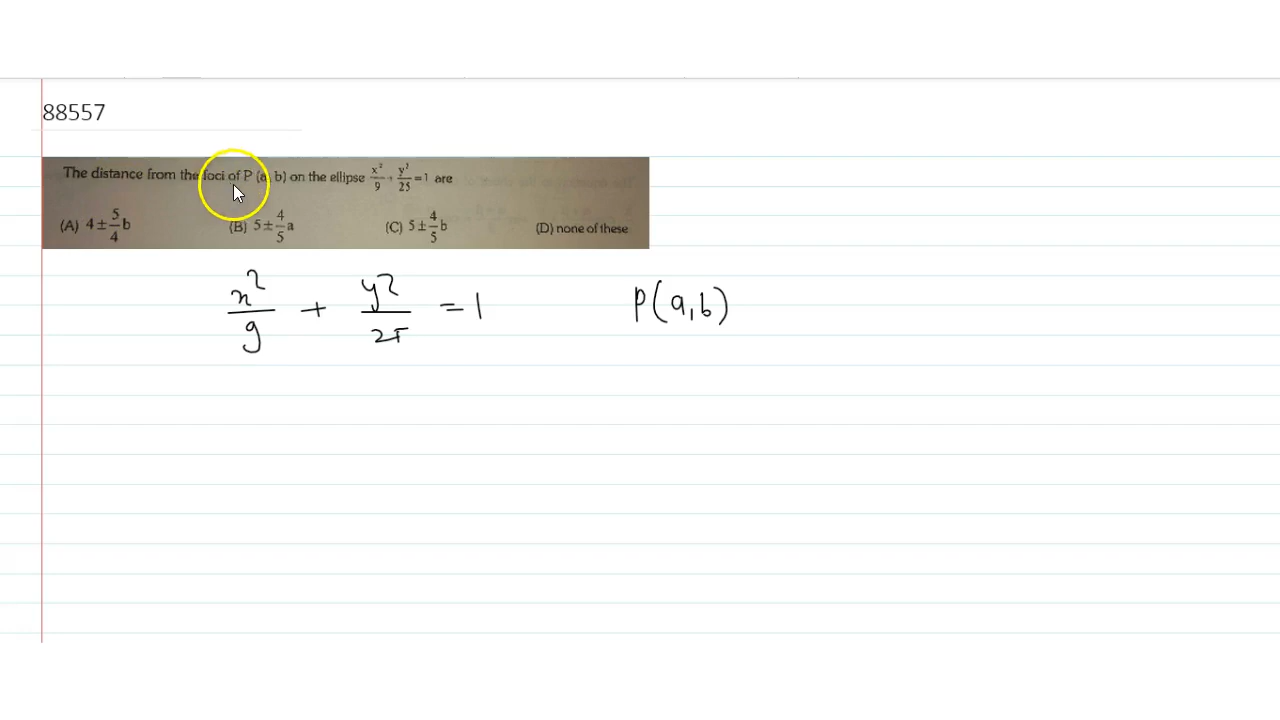 88557
The distance from the foci of P (a, b) on the ellipse x²/9 + y²/25 = 1 are
(A) 4 ± 5/4 b (B) 5 ± 4/5 a (C) 5 ± 4/5 b (D) none of these
x²/9 + y²/25 = 1 P(a,b)